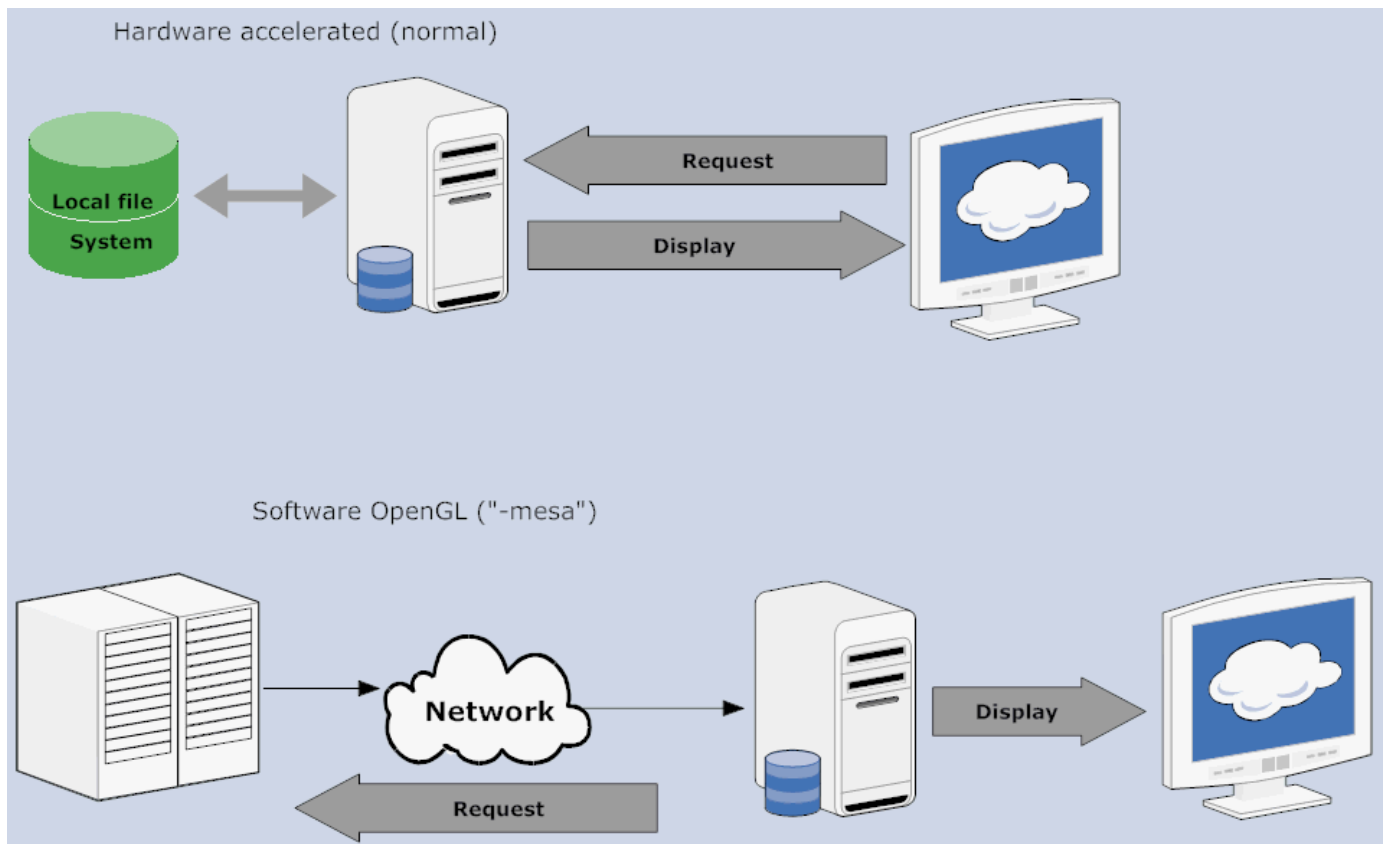 Hardware accelerated (normal)
Request
Local file
System
Display
Software OpenGL ("-mesa")
Network
Display
Request